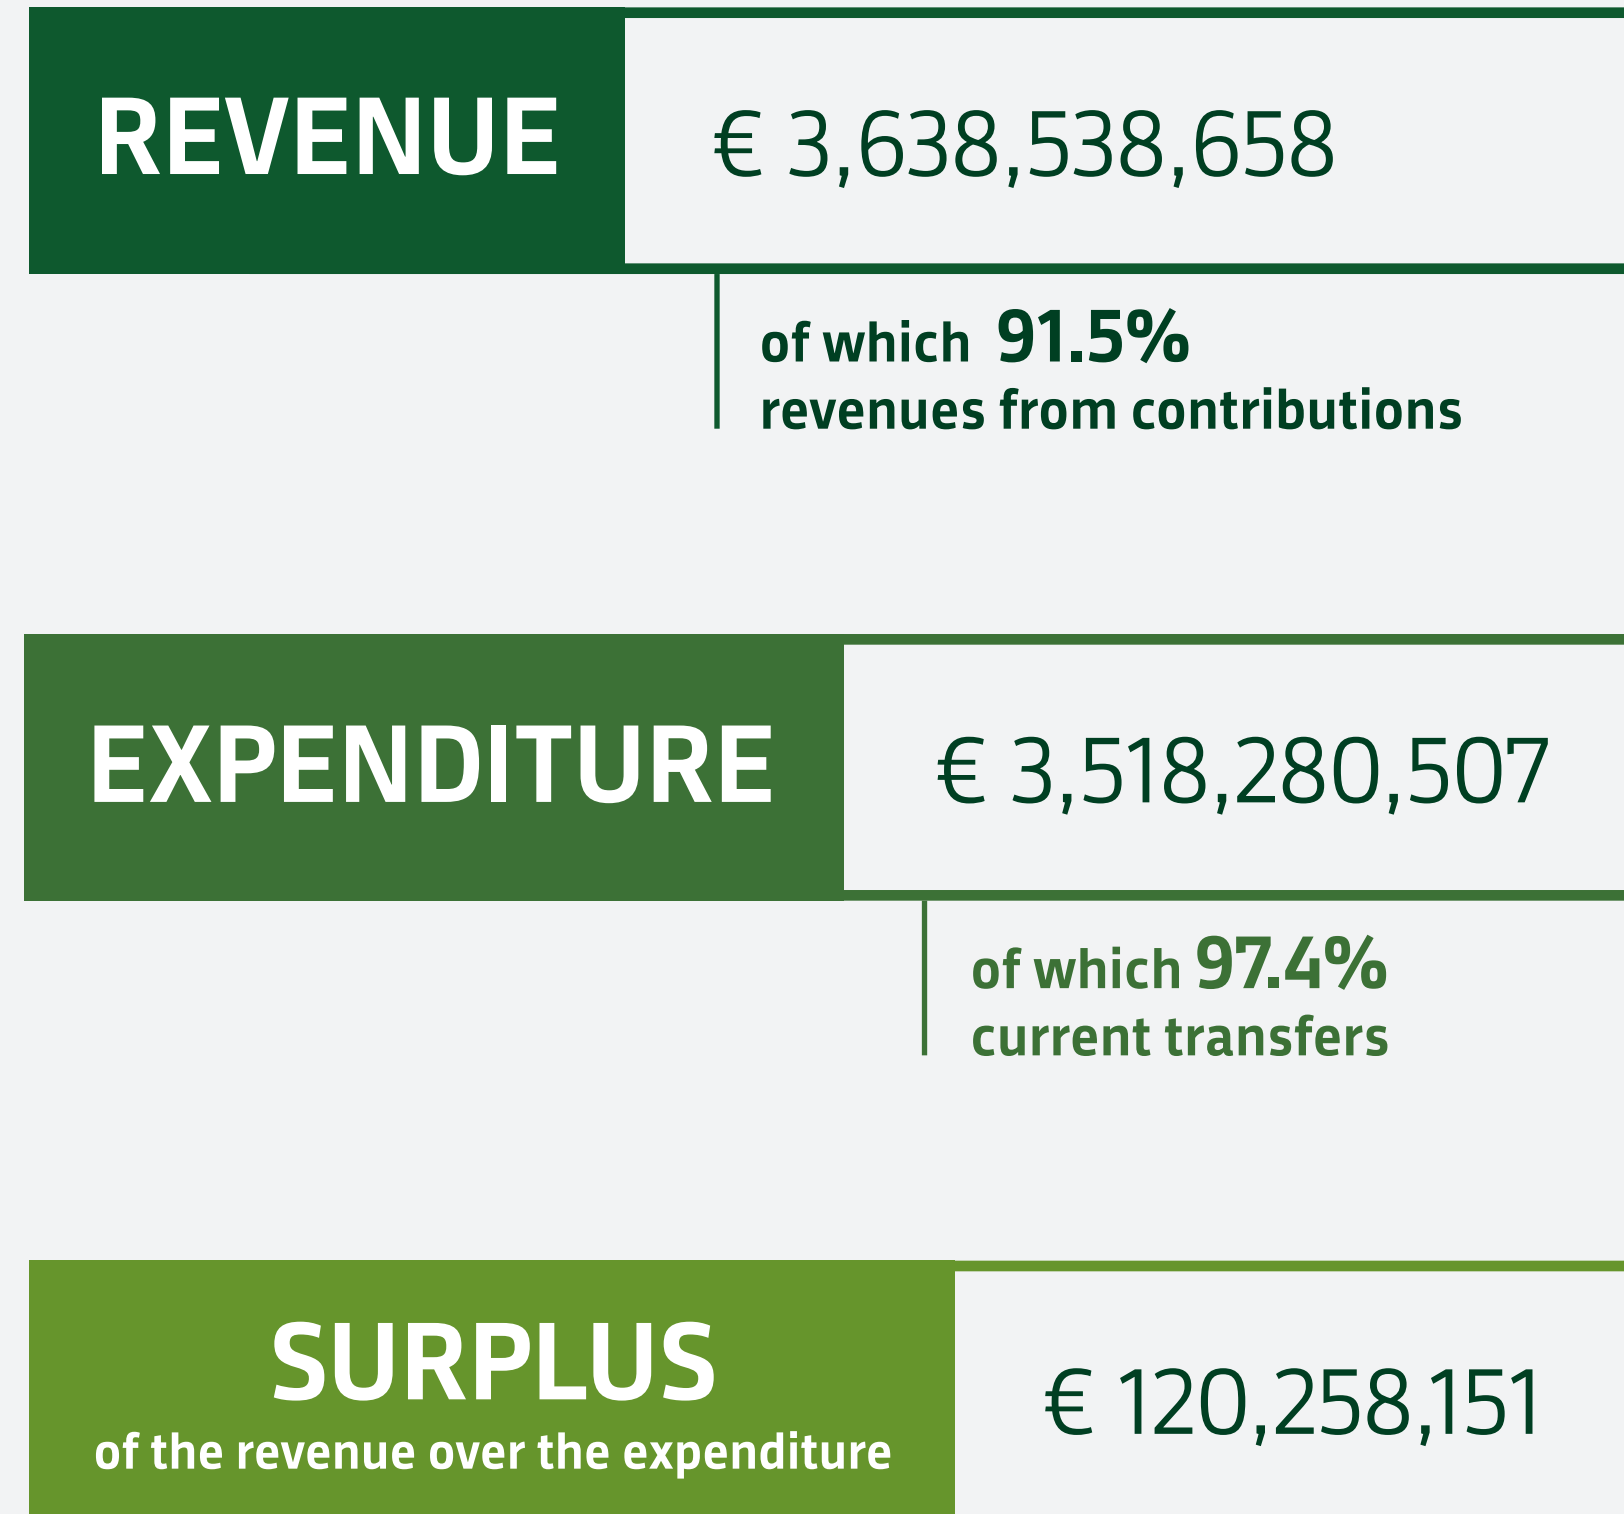 REVENUE
€ 3,638,538,658
of which 91.5%
revenues from contributions
EXPENDITURE
€ 3,518,280,507
of which 97.4%
current transfers
SURPLUS
of the revenue over the expenditure
€ 120,258,151